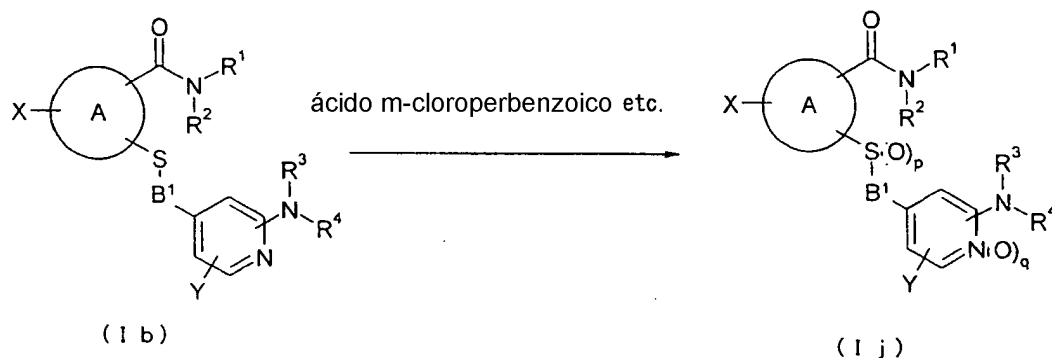 O
R¹
N
X
A
R²
S
B¹
R³
N
R⁴
N
Y
(I b)
ácido m-cloroperbenzoico etc.
O
R¹
N
X
A
R²
S(O)p
B¹
R³
N
R⁴
N(O)q
Y
(I j)